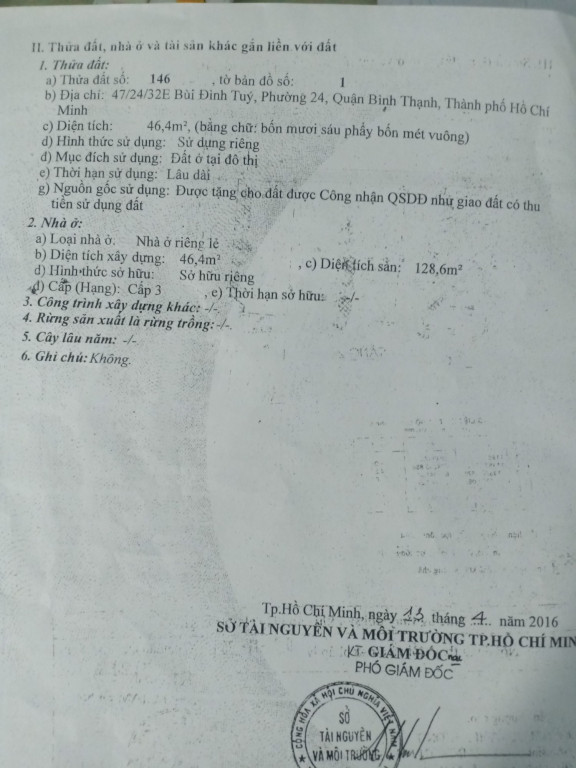 II. Thửa đất, nhà ở và tài sản khác gắn liền với đất
1. Thửa đất:
a) Thửa đất số: 146 , tờ bản đồ số: 1
b) Địa chỉ: 47/24/32E Bùi Đình Tuý, Phường 24, Quận Bình Thạnh, Thành phố Hồ Chí
Minh
c) Diện tích: 46,4m², (bằng chữ: bốn mươi sáu phẩy bốn mét vuông)
d) Hình thức sử dụng: Sử dụng riêng
đ) Mục đích sử dụng: Đất ở tại đô thị
e) Thời hạn sử dụng: Lâu dài
g) Nguồn gốc sử dụng: Được tặng cho đất được Công nhận QSDĐ như giao đất có thu
tiền sử dụng đất
2. Nhà ở:
a) Loại nhà ở: Nhà ở riêng lẻ
b) Diện tích xây dựng: 46,4m² , c) Diện tích sàn: 128,6m²
d) Hình thức sở hữu: Sở hữu riêng
đ) Cấp (Hạng): Cấp 3 , e) Thời hạn sở hữu: -/-
3. Công trình xây dựng khác: -/-
4. Rừng sản xuất là rừng trồng: -/-
5. Cây lâu năm: -/-
6. Ghi chú: Không.
Tp.Hồ Chí Minh, ngày 13 tháng 4 năm 2016
SỞ TÀI NGUYÊN VÀ MÔI TRƯỜNG TP.HỒ CHÍ MIN
KT GIÁM ĐỐC
PHÓ GIÁM ĐỐC
CỘNG HÒA XÃ HỘI CHỦ NGHĨA VIỆT NAM
SỞ
TÀI NGUYÊN
VÀ MÔI TRƯỜNG